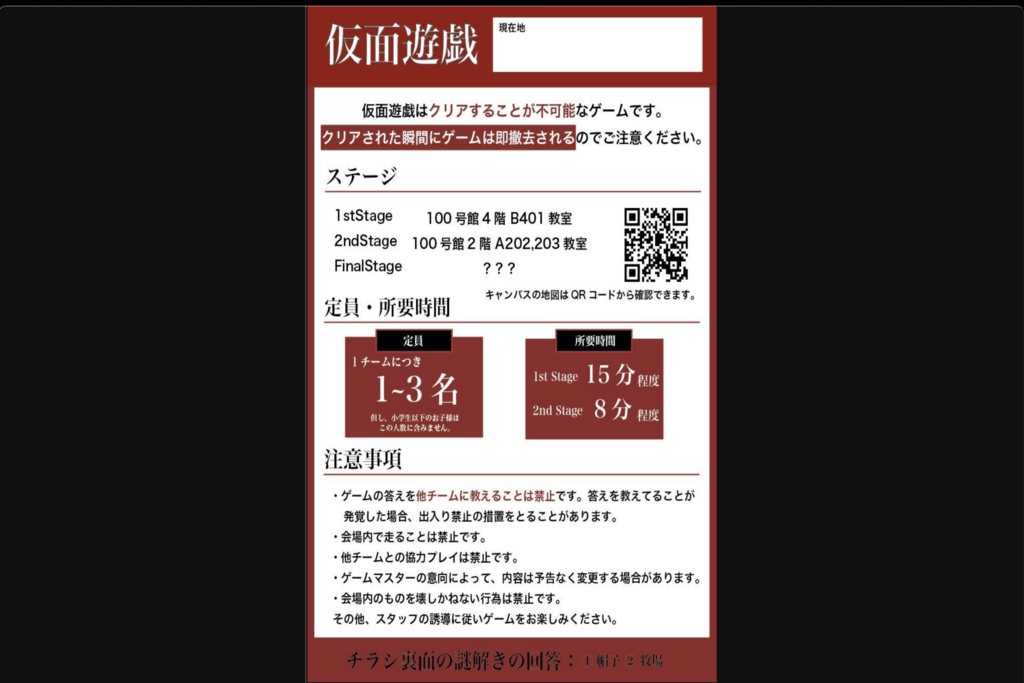 仮面遊戯
現在地
仮面遊戯はクリアすることが不可能なゲームです。
クリアされた瞬間にゲームは即撤去されるのでご注意ください。
ステージ
1stStage 100号館4階 B401 教室
2ndStage 100号館2階 A202,203 教室
FinalStage ？？？
キャンパスの地図は QR コードから確認できます。
定員・所要時間
定員
1チームにつき
1~3名
但し、小学生以下のお子様は
この人数に含みません。
所要時間
1st Stage 15分程度
2nd Stage 8分程度
注意事項
・ゲームの答えを他チームに教えることは禁止です。答えを教えてることが
発覚した場合、出入り禁止の措置をとることがあります。
・会場内で走ることは禁止です。
・他チームとの協力プレイは禁止です。
・ゲームマスターの意向によって、内容は予告なく変更する場合があります。
・会場内のものを壊しかねない行為は禁止です。
その他、スタッフの誘導に従いゲームをお楽しみください。
チラシ裏面の謎解きの回答：① 帽子 ② 牧場